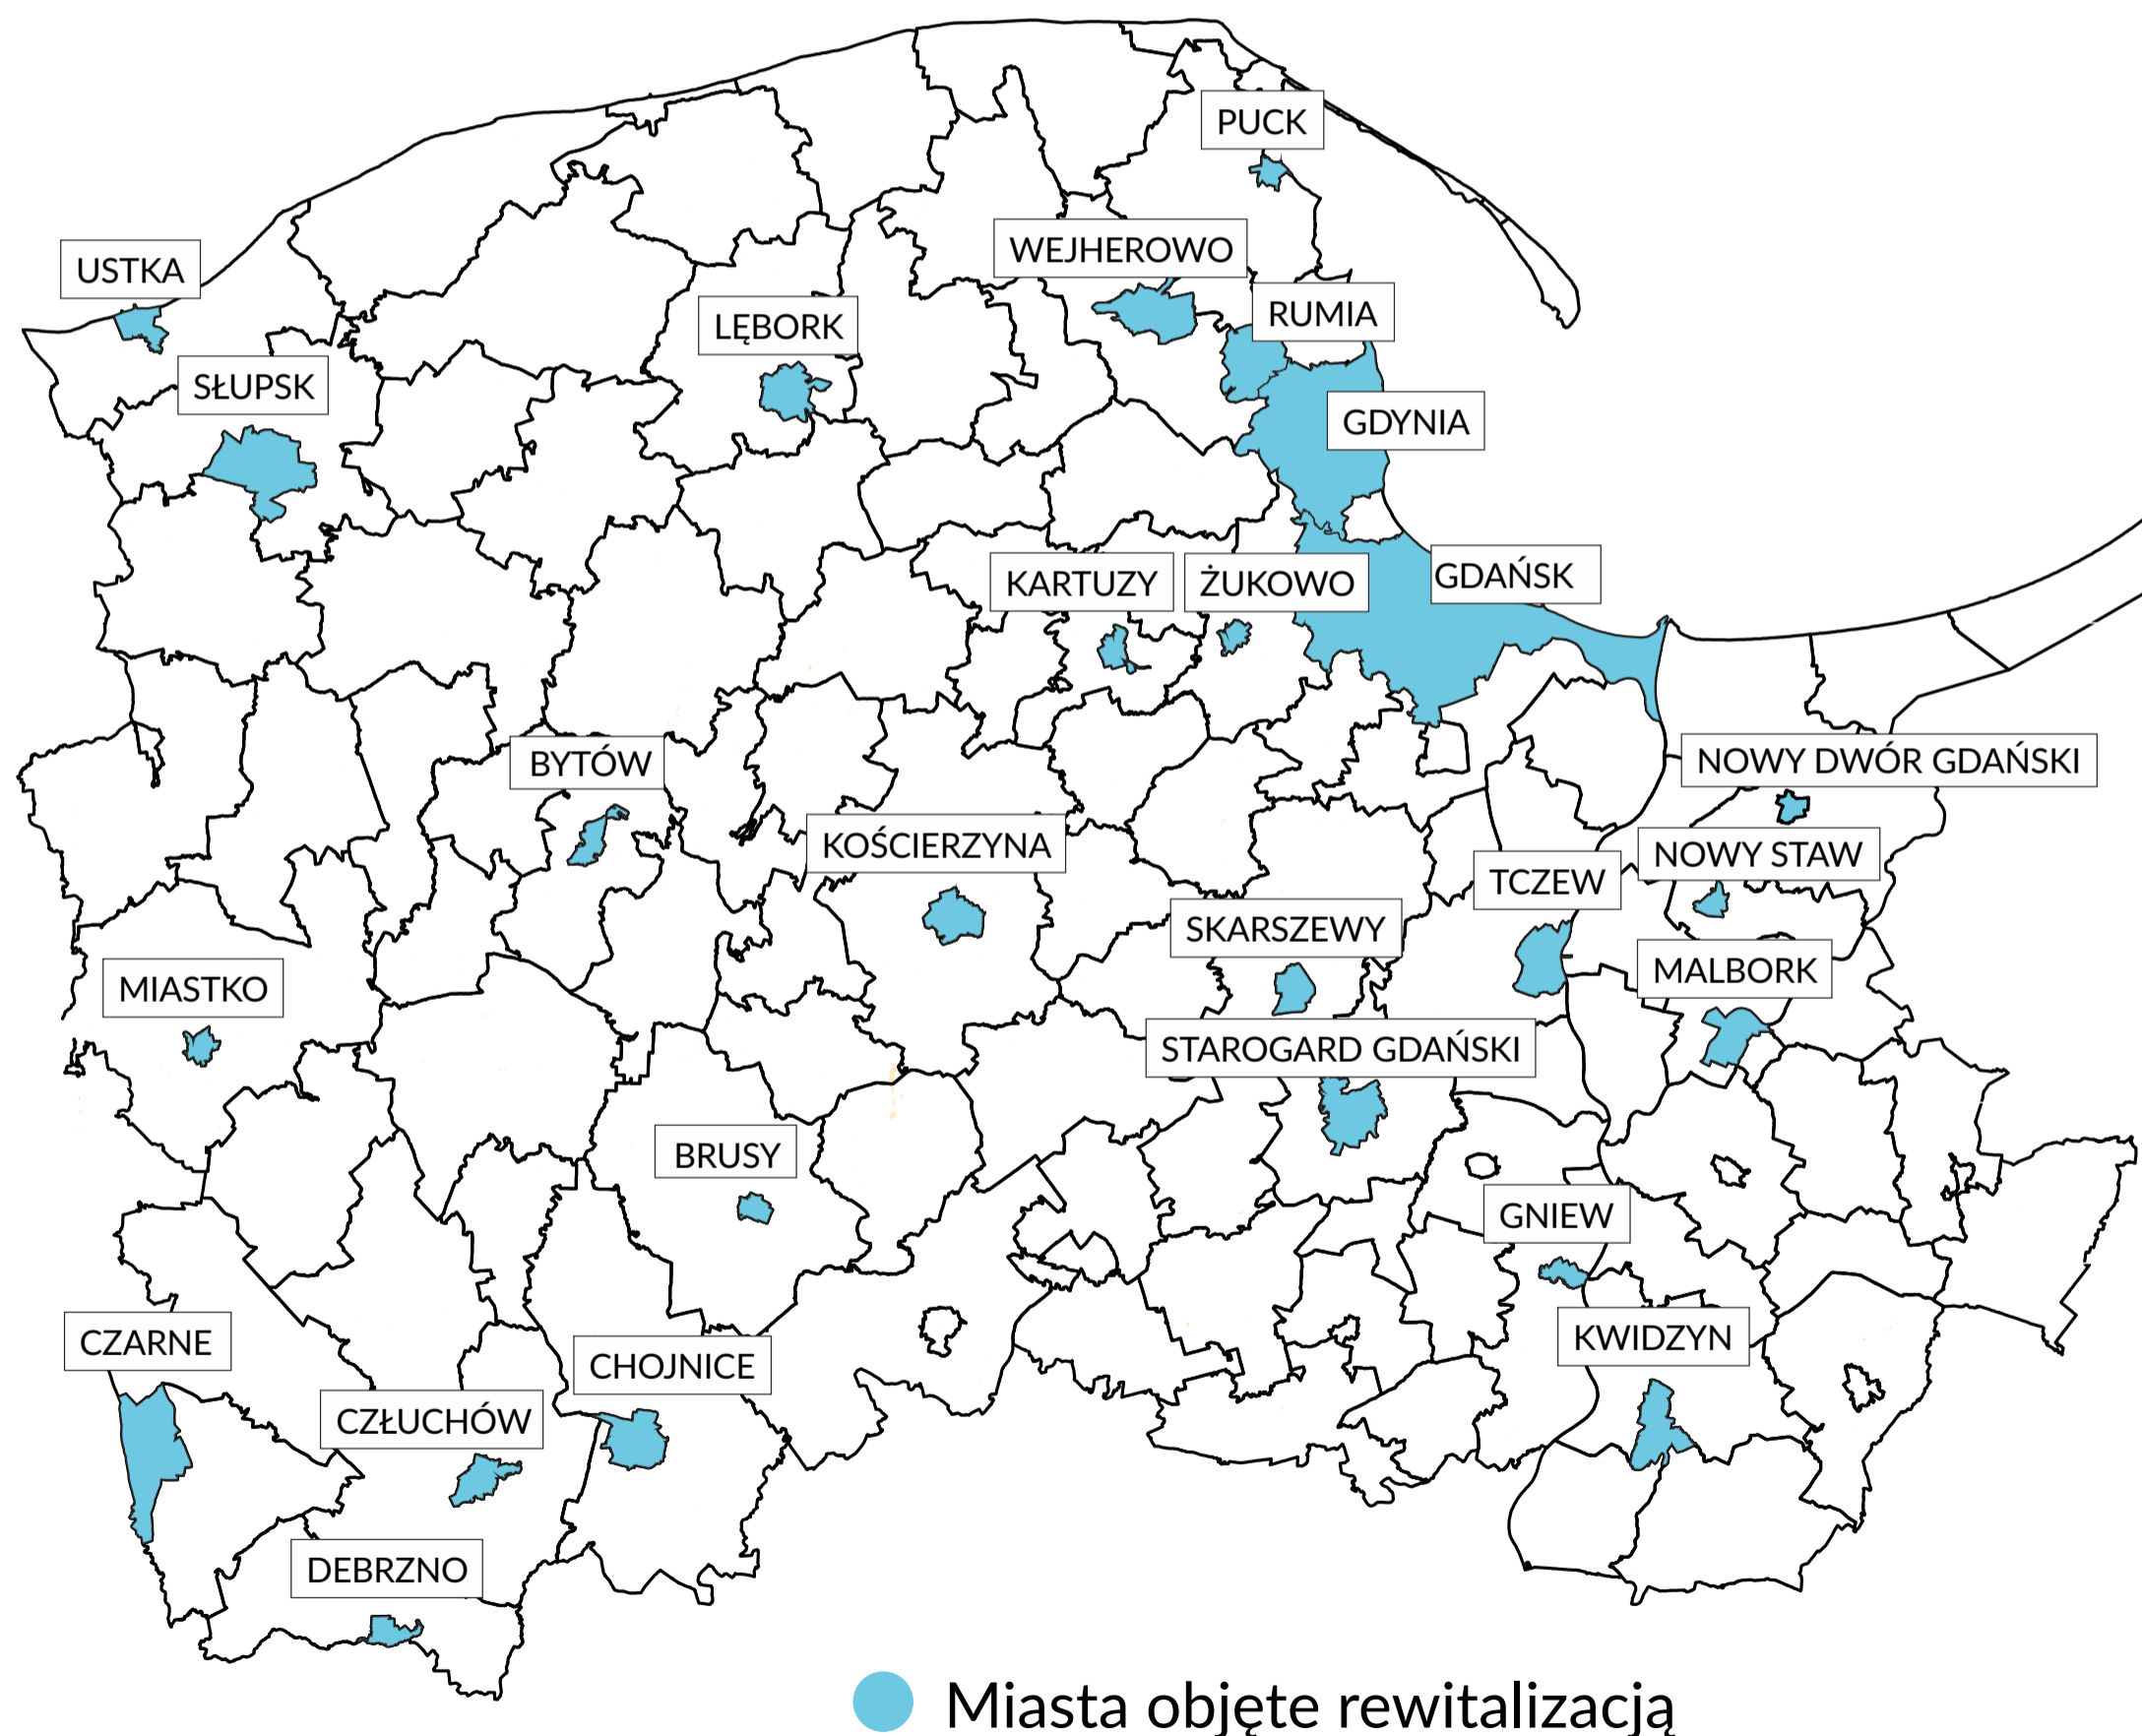 PUCK
WEJHEROWO
USTKA
RUMIA
LĘBORK
SŁUPSK
GDYNIA
GDAŃSK
KARTUZY
ŻUKOWO
NOWY DWÓR GDAŃSKI
BYTÓW
KOŚCIERZYNA
NOWY STAW
TCZEW
SKARSZEWY
MALBORK
MIASTKO
STAROGARD GDAŃSKI
BRUSY
GNIEW
KWIDZYN
CZARNE
CHOJNICE
CZŁUCHÓW
DEBRZNO
Miasta objęte rewitalizacją